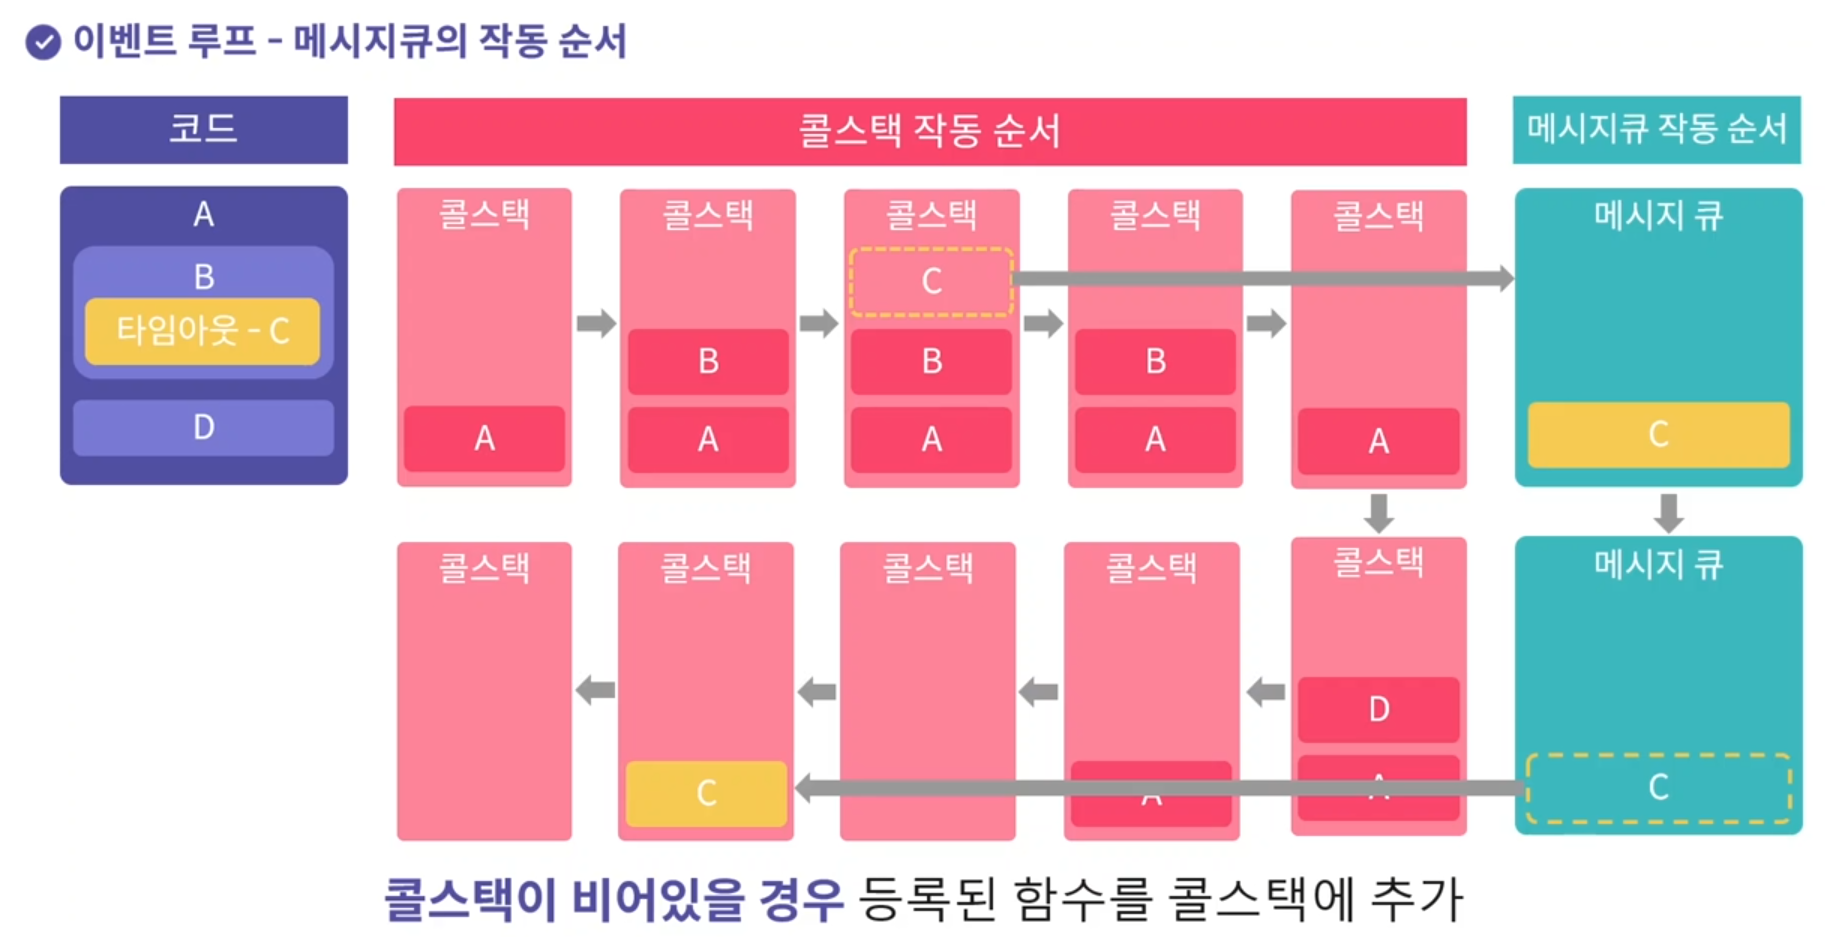 이벤트 루프 - 메시지큐의 작동 순서
코드
콜스택 작동 순서
메시지큐 작동 순서
A
B
타임아웃 - C
D
콜스택
A
콜스택
B
A
콜스택
C
B
A
콜스택
B
A
콜스택
A
메시지 큐
C
콜스택
콜스택
C
콜스택
콜스택
A
콜스택
D
A
메시지 큐
C
콜스택이 비어있을 경우 등록된 함수를 콜스택에 추가